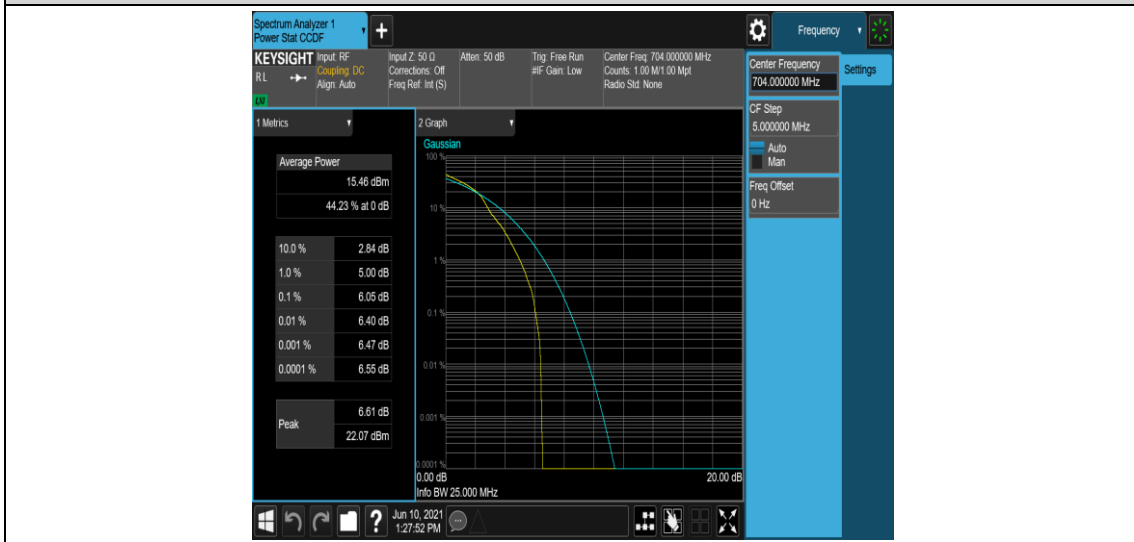 Spectrum Analyzer 1
Power Stat CCDF
+
Frequency
KEYSIGHT
RL
LXI
Input: RF
Coupling: DC
Align: Auto
Input Z: 50 Ω
Corrections: Off
Freq Ref: Int (S)
Atten: 50 dB
Trig: Free Run
#IF Gain: Low
Center Freq: 704.000000 MHz
Counts: 1.00 M/1.00 Mpt
Radio Std: None
Center Frequency
704.000000 MHz
Settings
CF Step
5.000000 MHz
Auto
Man
Freq Offset
0 Hz
1 Metrics
Average Power
15.46 dBm
44.23 % at 0 dB
10.0 % 2.84 dB
1.0 % 5.00 dB
0.1 % 6.05 dB
0.01 % 6.40 dB
0.001 % 6.47 dB
0.0001 % 6.55 dB
Peak
6.61 dB
22.07 dBm
2 Graph
Gaussian
100 %
10 %
1 %
0.1 %
0.01 %
0.001 %
0.0001 %
0.00 dB 20.00 dB
Info BW 25.000 MHz
?
Jun 10, 2021
1:27:52 PM